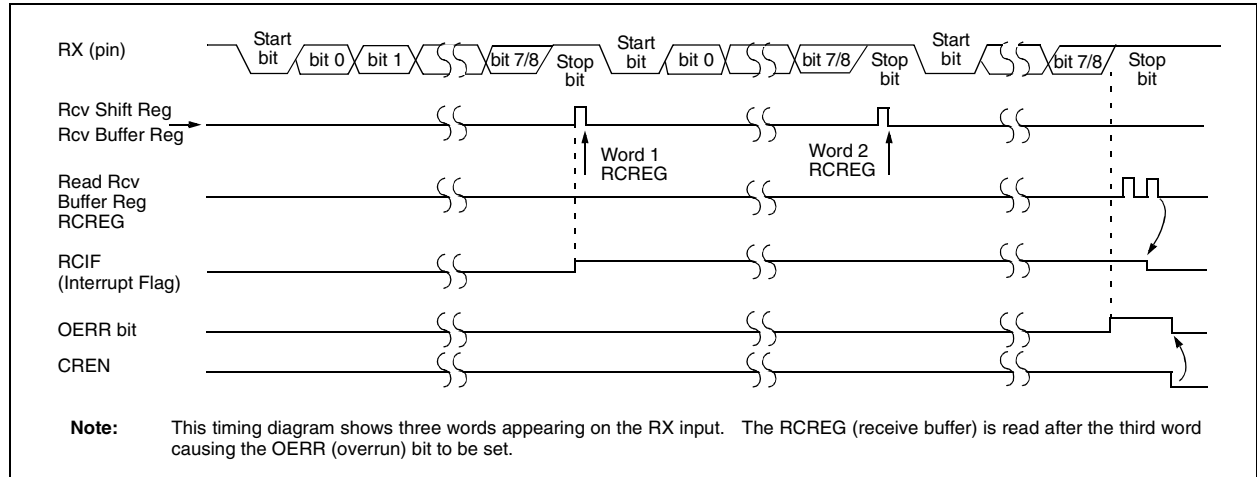 RX (pin)
Start bit
bit 0
bit 1
bit 7/8
Stop bit
Start bit
bit 0
bit 7/8
Stop bit
Start bit
bit 7/8
Stop bit
Rcv Shift Reg
Rcv Buffer Reg
Word 1
RCREG
Word 2
RCREG
Read Rcv
Buffer Reg
RCREG
RCIF
(Interrupt Flag)
OERR bit
CREN
Note: This timing diagram shows three words appearing on the RX input. The RCREG (receive buffer) is read after the third word
causing the OERR (overrun) bit to be set.